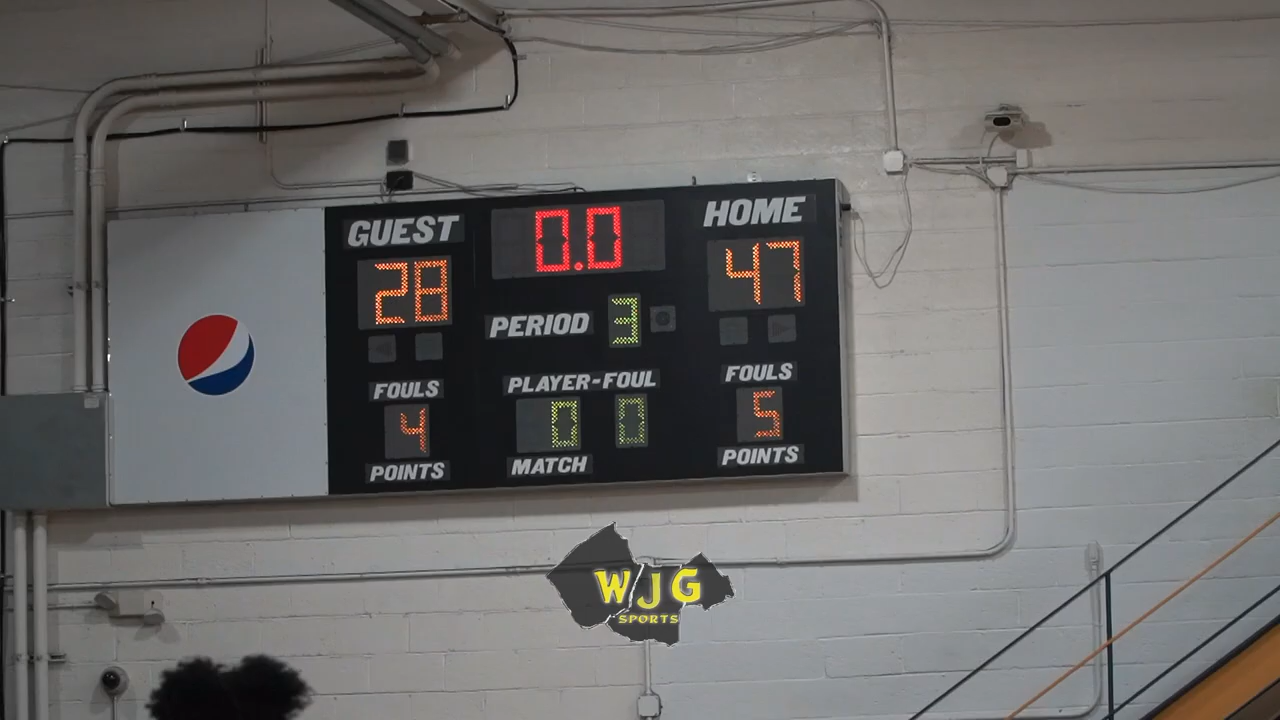 GUEST
0.0
HOME
28
47
PERIOD 3
FOULS
PLAYER-FOUL
FOULS
4
0 0
5
POINTS
MATCH
POINTS
WJG
SPORTS